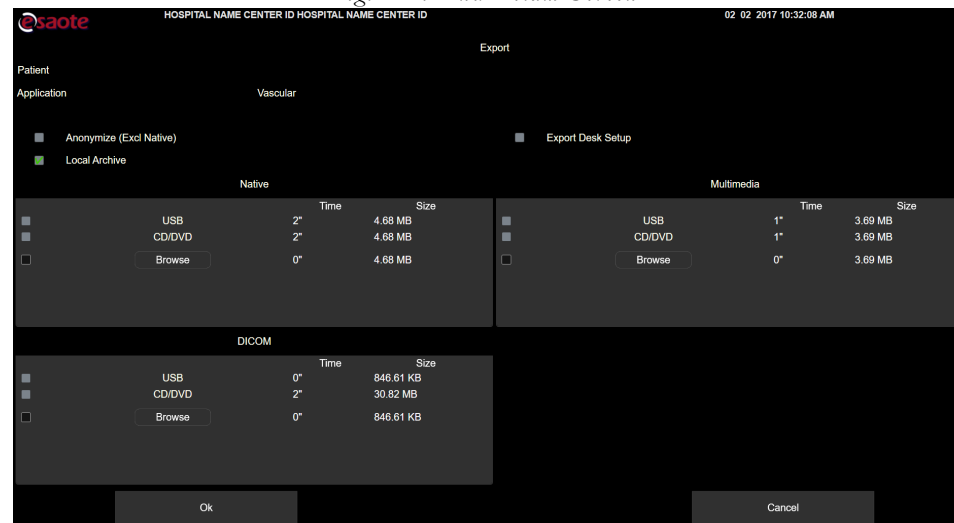 esaote
HOSPITAL NAME CENTER ID HOSPITAL NAME CENTER ID
02 02 2017 10:32:08 AM
Export
Patient
Application Vascular
Anonymize (Excl Native) Export Desk Setup
Local Archive
Native
Time Size
USB 2" 4.68 MB
CD/DVD 2" 4.68 MB
Browse 0" 4.68 MB
Multimedia
Time Size
USB 1" 3.69 MB
CD/DVD 1" 3.69 MB
Browse 0" 3.69 MB
DICOM
Time Size
USB 0" 846.61 KB
CD/DVD 2" 30.82 MB
Browse 0" 846.61 KB
Ok Cancel